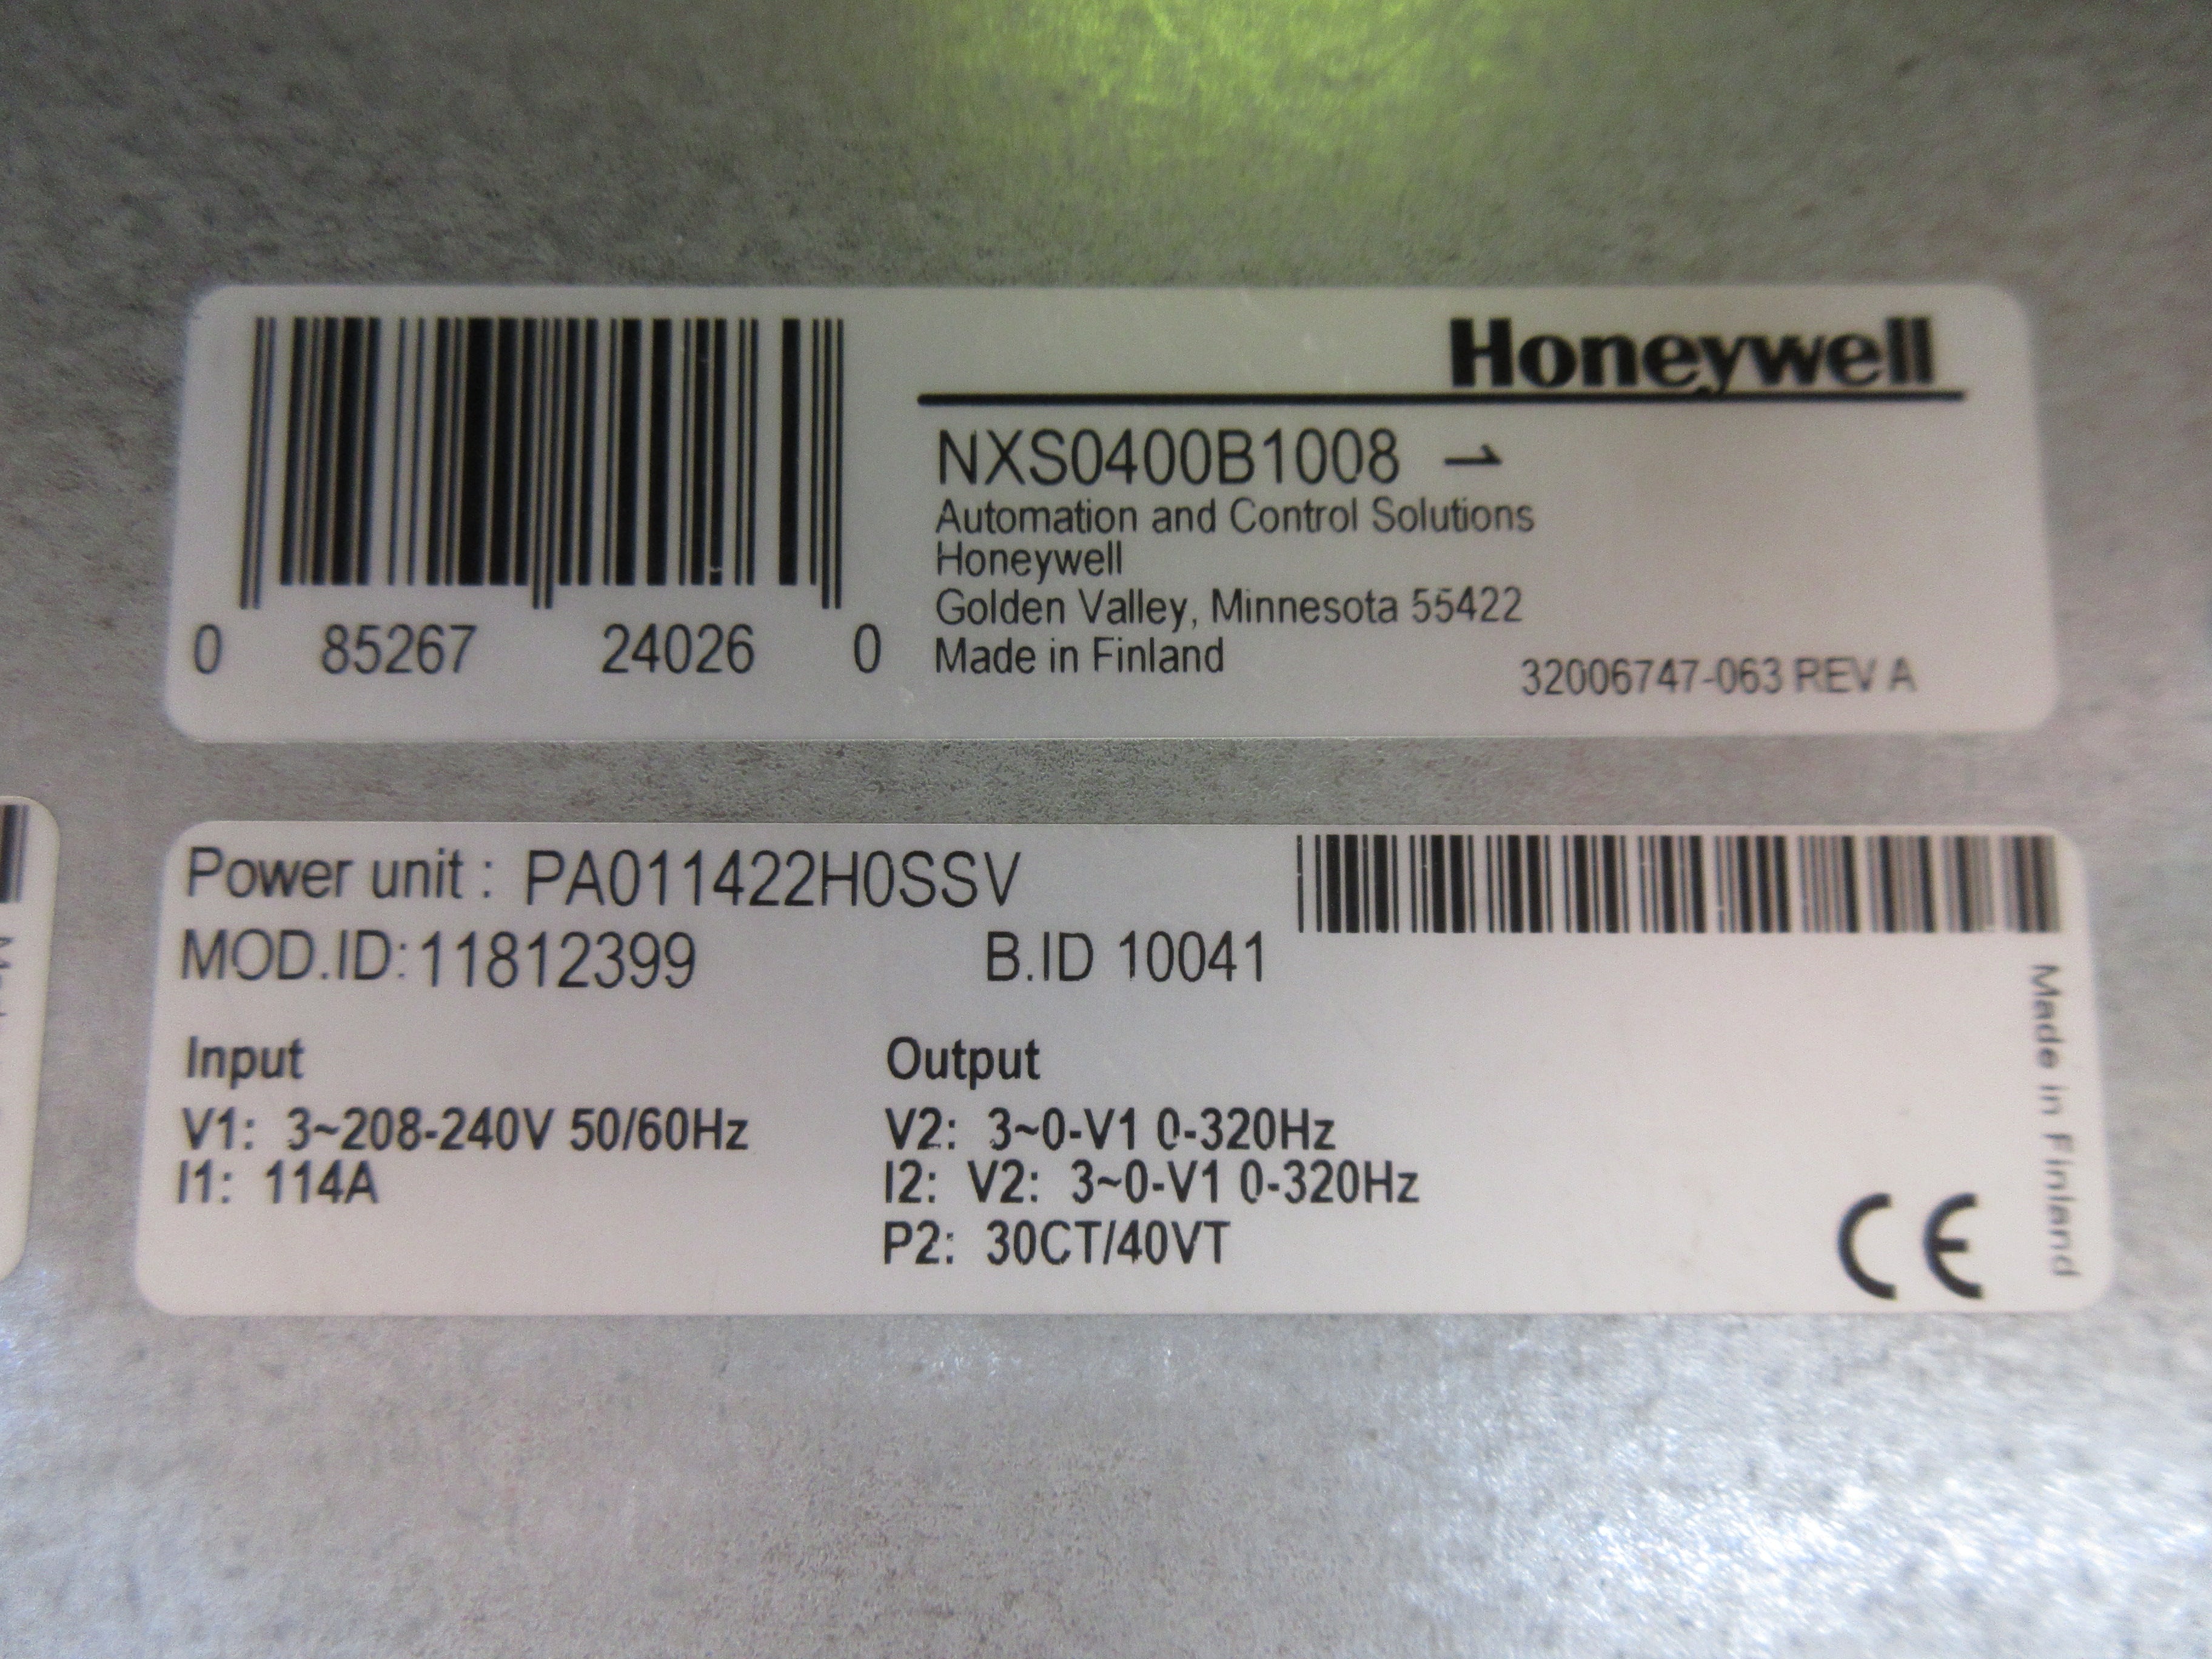 Honeywell
NXS0400B1008 ⇀
Automation and Control Solutions
Honeywell
Golden Valley, Minnesota 55422
Made in Finland
32006747-063 REV A
0 85267 24026 0
Power unit : PA011422H0SSV
MOD.ID: 11812399 B.ID 10041
Input
V1: 3~208-240V 50/60Hz
I1: 114A
Output
V2: 3~0-V1 0-320Hz
I2: V2: 3~0-V1 0-320Hz
P2: 30CT/40VT
CE
Made in Finland